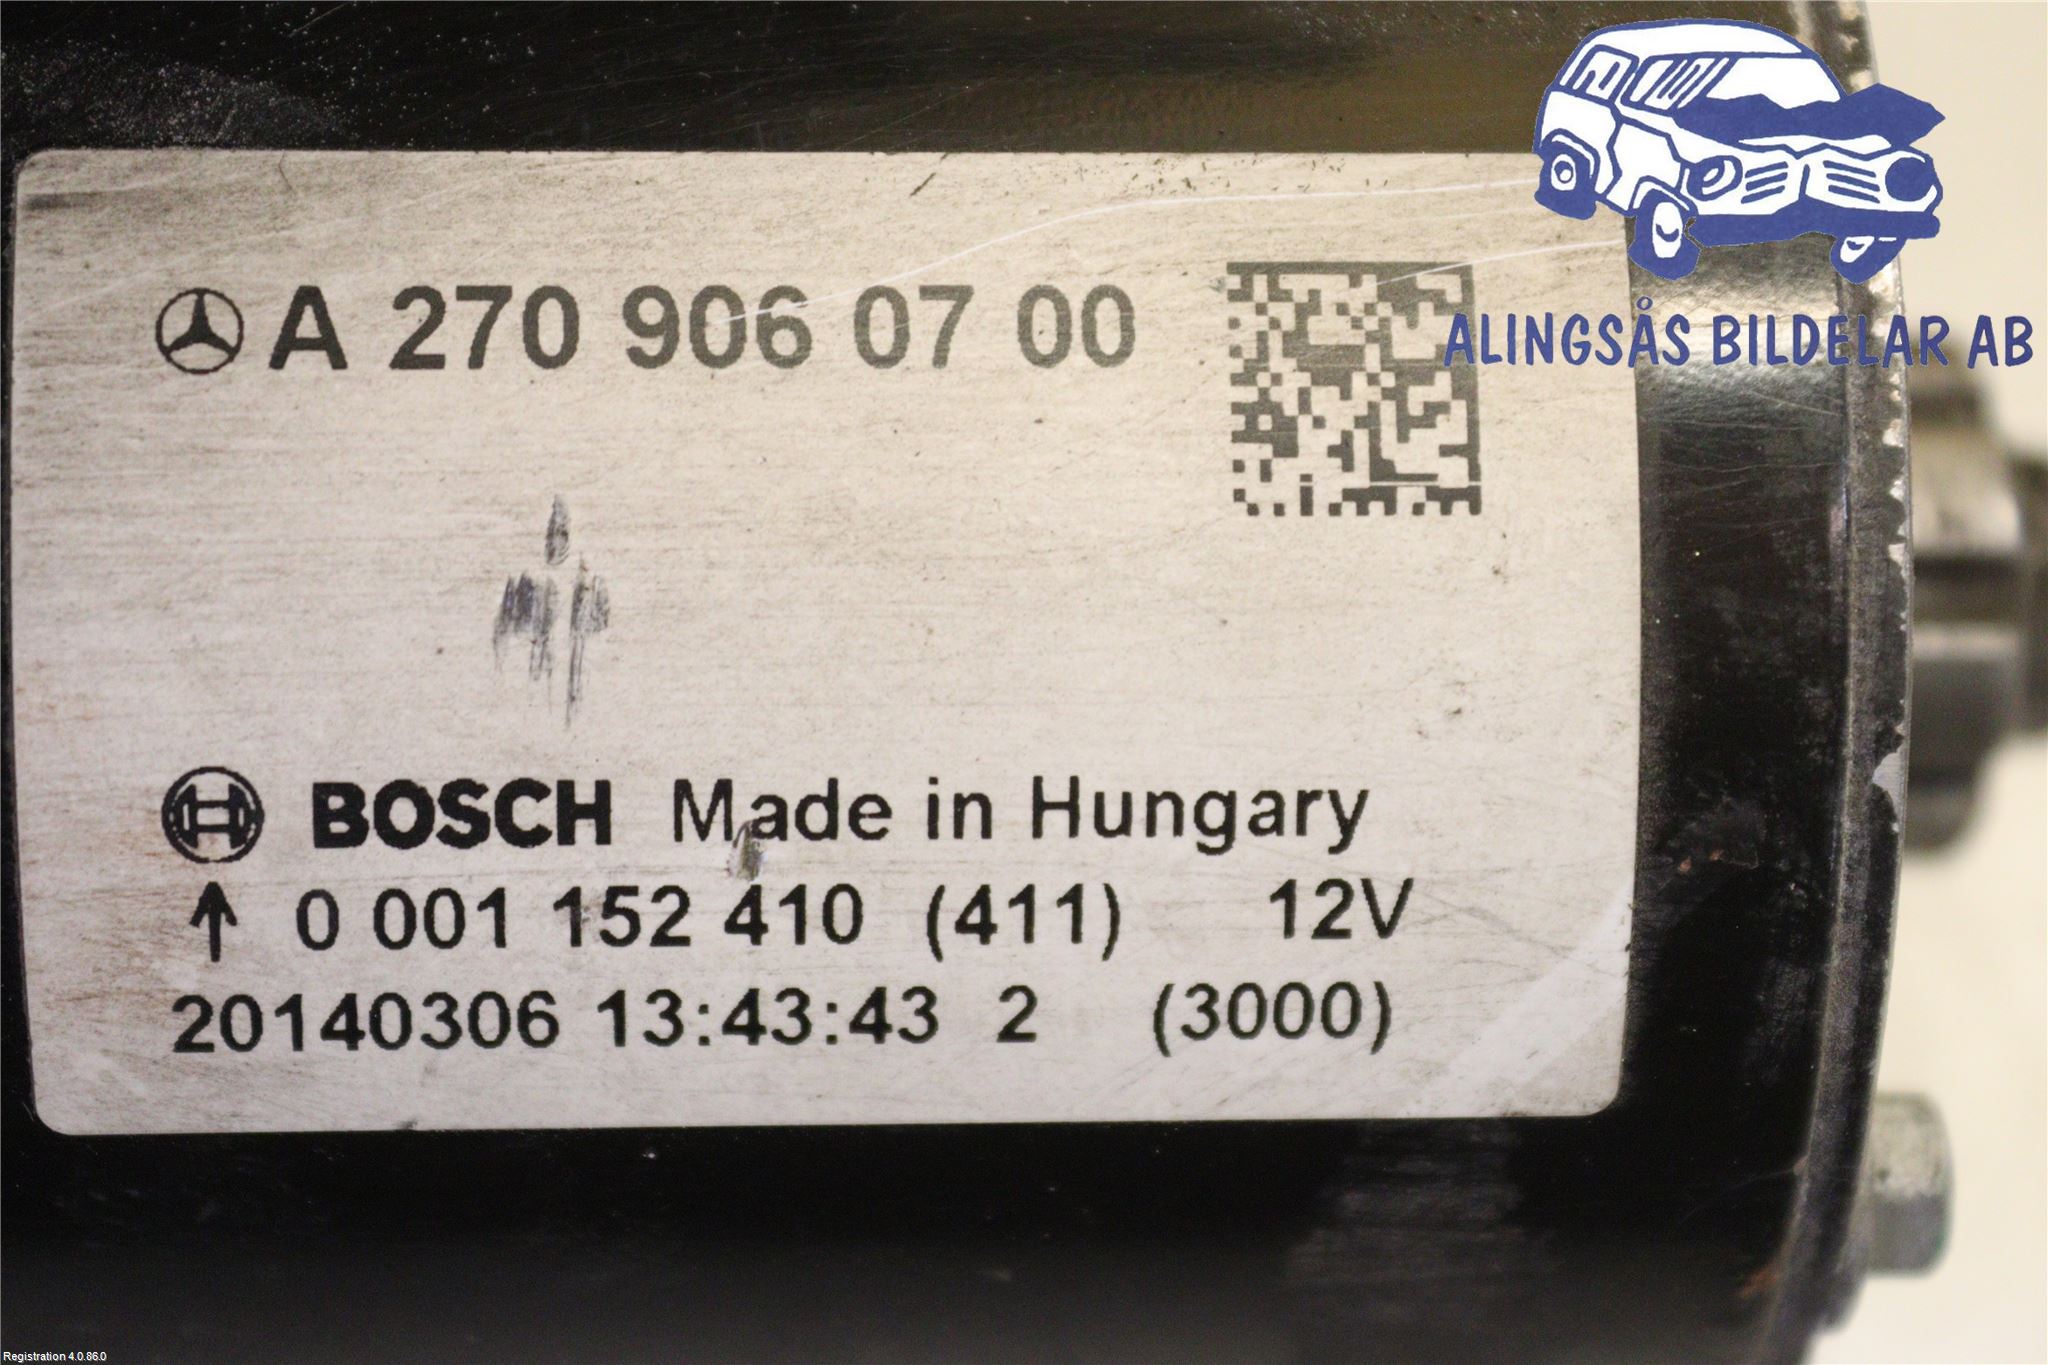 A 270 906 07 00
ALINGSÅS BILDELAR AB
BOSCH Made in Hungary
↑ 0 001 152 410 (411) 12V
20140306 13:43:43 2 (3000)
Registration 4.0.86.0